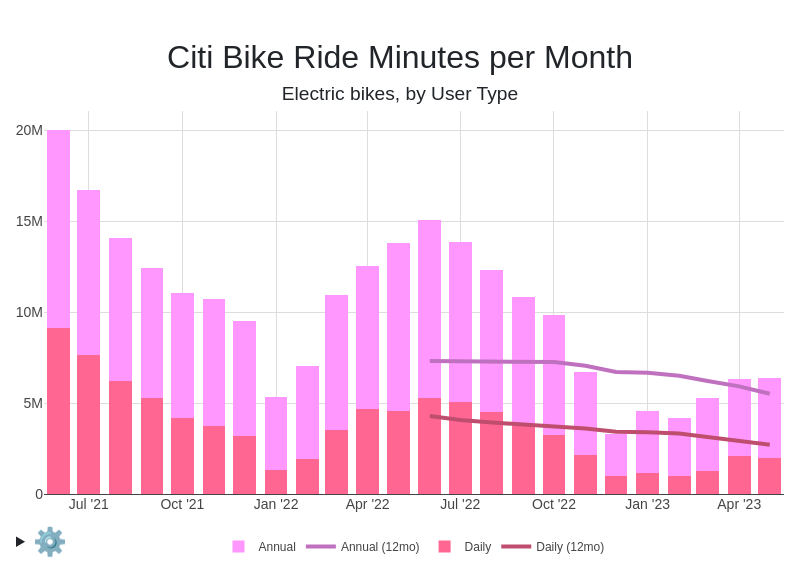 Citi Bike Ride Minutes per Month
Electric bikes, by User Type
20M
15M
10M
5M
0
Jul '21 Oct '21 Jan '22 Apr '22 Jul '22 Oct '22 Jan '23 Apr '23
Annual Annual (12mo) Daily Daily (12mo)